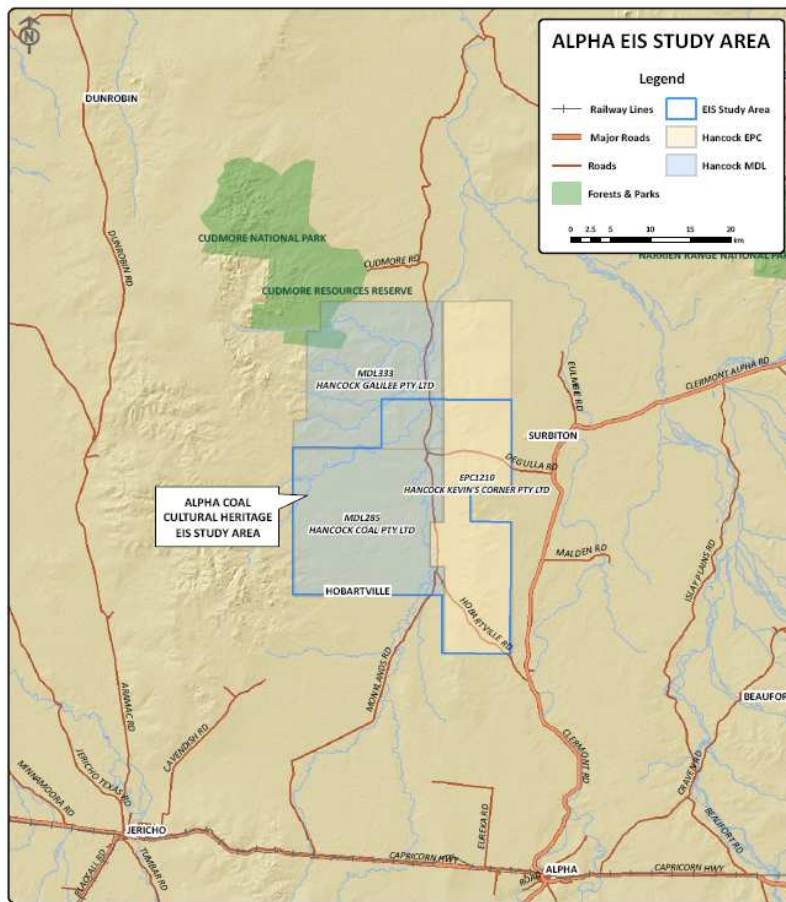 N
ALPHA EIS STUDY AREA
Legend
Railway Lines
EIS Study Area
Major Roads
Hancock EPC
Roads
Hancock MDL
Forests & Parks
0 2.5 5 10 15 20
km
DUNROBIN
DUNROBIN RD
CUDMORE NATIONAL PARK
CUDMORE RD
CUDMORE RESOURCES RESERVE
NARRIEN RANGE NATIONAL PAR
MDL333
HANCOCK GALILEE PTY LTD
EULMBIE RD
CLERMONT ALPHA RD
SURBITON
DEGULLA RD
EPC1210
HANCOCK KEVIN'S CORNER PTY LTD
ALPHA COAL
CULTURAL HERITAGE
EIS STUDY AREA
MDL285
HANCOCK COAL PTY LTD
MALDEN RD
ISLAY PLAINS RD
HOBARTVILLE
HOBARTVILLE RD
MONKLANDS RD
ARAMAC RD
CAVENDISH RD
BEAUFOR
CLERMONT RD
JERICHO TEXAS RD
MINNAMOORA RD
CRAVEN RD
BEAUFORT RD
EUREKA RD
JERICHO
BLACKALL RD
TUMBAR RD
CAPRICORN HWY
ALPHA
ROAD
CAPRICORN HWY